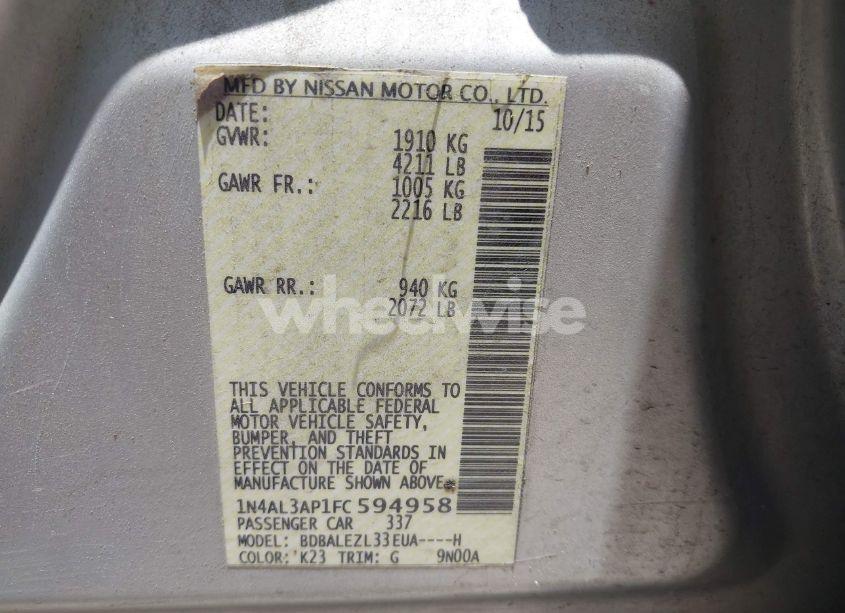 MFD BY NISSAN MOTOR CO., LTD.
DATE: 10/15
GVWR: 1910 KG
4211 LB
GAWR FR.: 1005 KG
2216 LB
GAWR RR.: 940 KG
2072 LB
wheelwise
THIS VEHICLE CONFORMS TO
ALL APPLICABLE FEDERAL
MOTOR VEHICLE SAFETY,
BUMPER, AND THEFT
PREVENTION STANDARDS IN
EFFECT ON THE DATE OF
MANUFACTURE SHOWN ABOVE.
1N4AL3AP1FC594958
PASSENGER CAR 337
MODEL: BDBALEZL33EUA----H
COLOR: K23 TRIM: G 9N00A